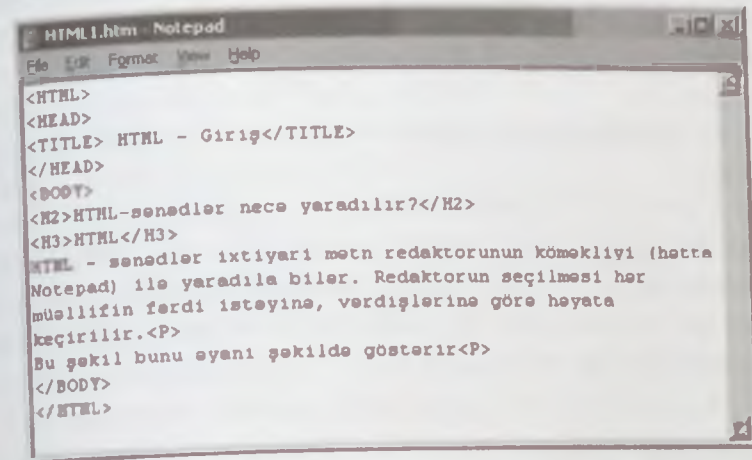 HTML1.htm - Notepad
File Edit Format View Help
<HTML>
<HEAD>
<TITLE> HTML - Giriş</TITLE>
</HEAD>
<BODY>
<H2>HTML-sənədlər necə yaradılır?</H2>
<H3>HTML</H3>
HTML - sənədlər ixtiyari mətn redaktorunun köməkliyi (hətta
Notepad) ilə yaradıla bilər. Redaktorun seçilməsi hər
müəllifin fərdi istəyinə, vərdişlərinə görə həyata
keçirilir.<P>
Bu şəkil bunu əyani şəkildə göstərir<P>
</BODY>
</HTML>